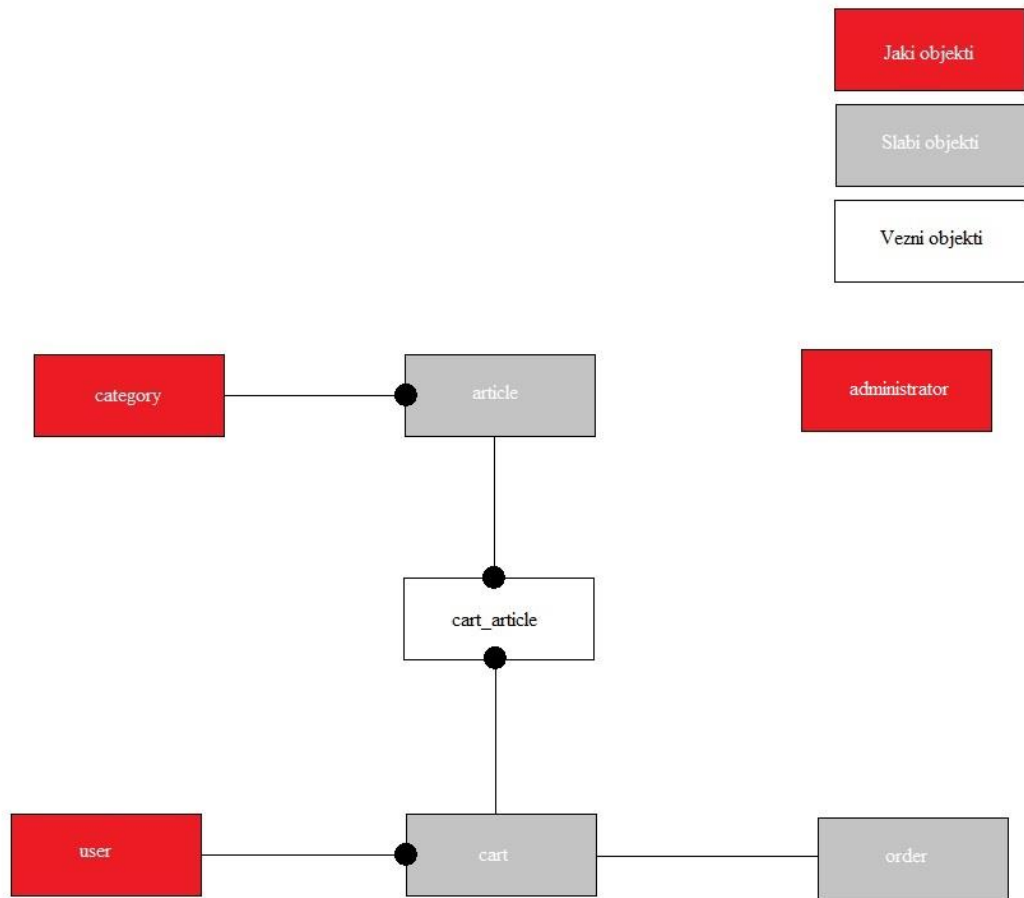 Jaki objekti
Slabi objekti
Vezni objekti
category
article
administrator
cart_article
user
cart
order